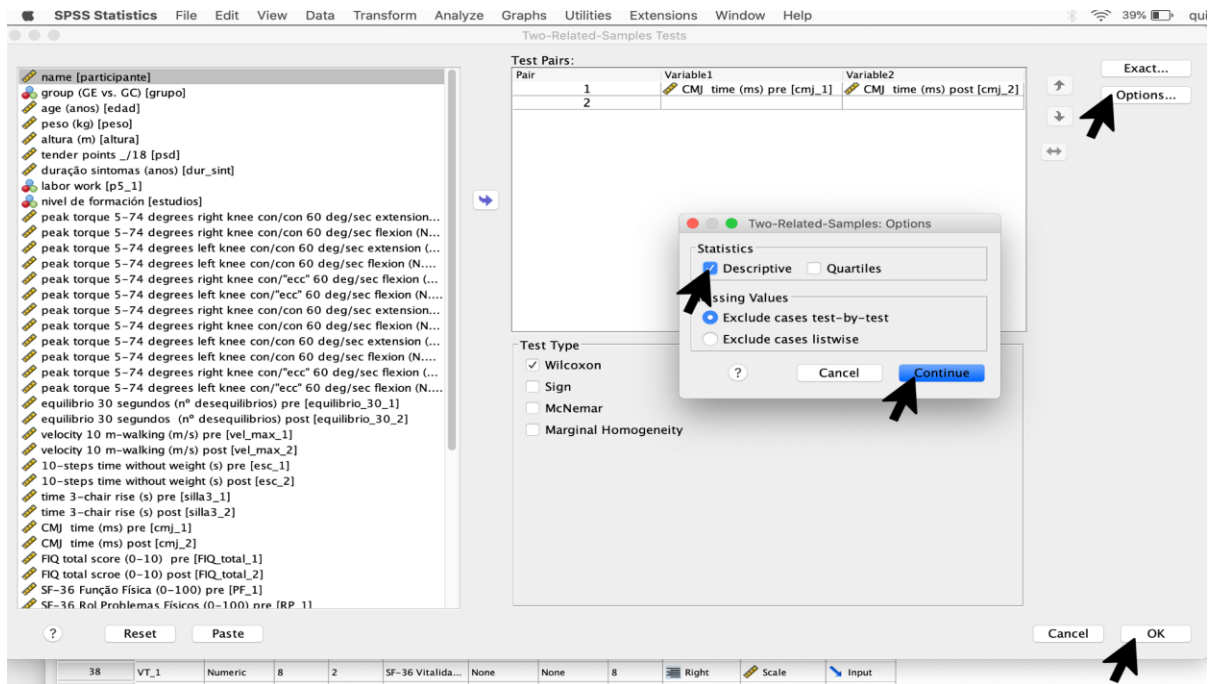 SPSS Statistics File Edit View Data Transform Analyze Graphs Utilities Extensions Window Help 39% qui
Two-Related-Samples Tests
name [participante]
group (GE vs. GC) [grupo]
age (anos) [edad]
peso (kg) [peso]
altura (m) [altura]
tender points _/18 [psd]
duração sintomas (anos) [dur_sint]
labor work [p5_1]
nivel de formación [estudios]
peak torque 5-74 degrees right knee con/con 60 deg/sec extension...
peak torque 5-74 degrees right knee con/con 60 deg/sec flexion (N...
peak torque 5-74 degrees left knee con/con 60 deg/sec extension (...
peak torque 5-74 degrees left knee con/con 60 deg/sec flexion (N....
peak torque 5-74 degrees right knee con/"ecc" 60 deg/sec flexion (...
peak torque 5-74 degrees left knee con/"ecc" 60 deg/sec flexion (N....
peak torque 5-74 degrees right knee con/con 60 deg/sec extension...
peak torque 5-74 degrees right knee con/con 60 deg/sec flexion (N...
peak torque 5-74 degrees left knee con/con 60 deg/sec extension (...
peak torque 5-74 degrees left knee con/con 60 deg/sec flexion (N....
peak torque 5-74 degrees right knee con/"ecc" 60 deg/sec flexion (...
peak torque 5-74 degrees left knee con/"ecc" 60 deg/sec flexion (N....
equilibrio 30 segundos (nº desequilibrios) pre [equilibrio_30_1]
equilibrio 30 segundos (nº desequilibrios) post [equilibrio_30_2]
velocity 10 m-walking (m/s) pre [vel_max_1]
velocity 10 m-walking (m/s) post [vel_max_2]
10-steps time without weight (s) pre [esc_1]
10-steps time without weight (s) post [esc_2]
time 3-chair rise (s) pre [silla3_1]
time 3-chair rise (s) post [silla3_2]
CMJ time (ms) pre [cmj_1]
CMJ time (ms) post [cmj_2]
FIQ total score (0-10) pre [FIQ_total_1]
FIQ total scroe (0-10) post [FIQ_total_2]
SF-36 Função Física (0-100) pre [PF_1]
SF-36 Rol Problemas Físicos (0-100) pre [RP_1]
Test Pairs:
Pair Variable1 Variable2
1 CMJ time (ms) pre [cmj_1] CMJ time (ms) post [cmj_2]
2
Exact...
Options...
Two-Related-Samples: Options
Statistics
Descriptive Quartiles
Missing Values
Exclude cases test-by-test
Exclude cases listwise
? Cancel Continue
Test Type
Wilcoxon
Sign
McNemar
Marginal Homogeneity
? Reset Paste Cancel OK
38 VT_1 Numeric 8 2 SF-36 Vitalida... None None 8 Right Scale Input